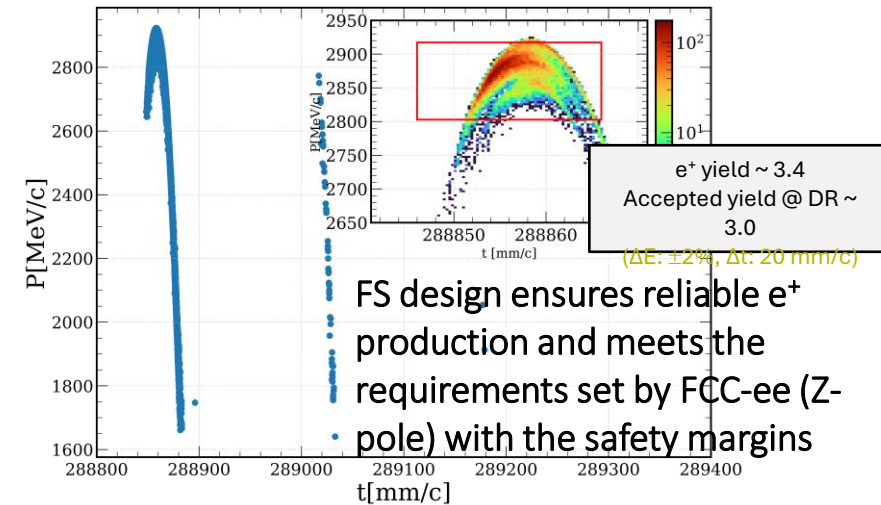 2950
2900
2850
2800
2750
2700
2650
P[MeV/c]
288850 288860
t [mm/c]
10²
10¹
e⁺ yield ~ 3.4
Accepted yield @ DR ~
3.0
(ΔE: ±2%, Δt: 20 mm/c)
FS design ensures reliable e⁺
production and meets the
requirements set by FCC-ee (Z-
pole) with the safety margins
P[MeV/c]
2800
2600
2400
2200
2000
1800
1600
288800 288900 289000 289100 289200 289300 289400
t[mm/c]